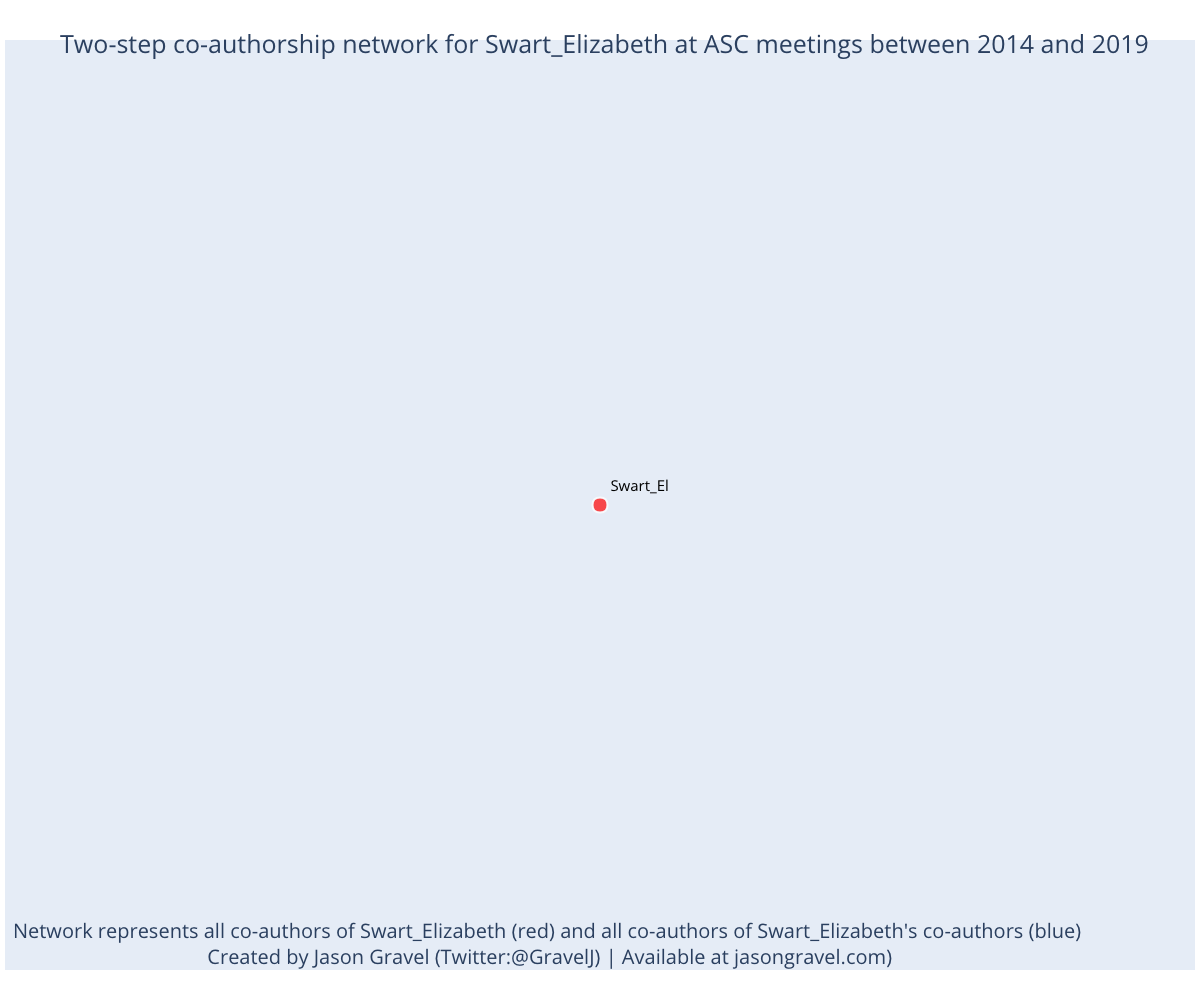 Two-step co-authorship network for Swart_Elizabeth at ASC meetings between 2014 and 2019
Swart_El
Network represents all co-authors of Swart_Elizabeth (red) and all co-authors of Swart_Elizabeth's co-authors (blue)
Created by Jason Gravel (Twitter:@GravelJ) | Available at jasongravel.com)